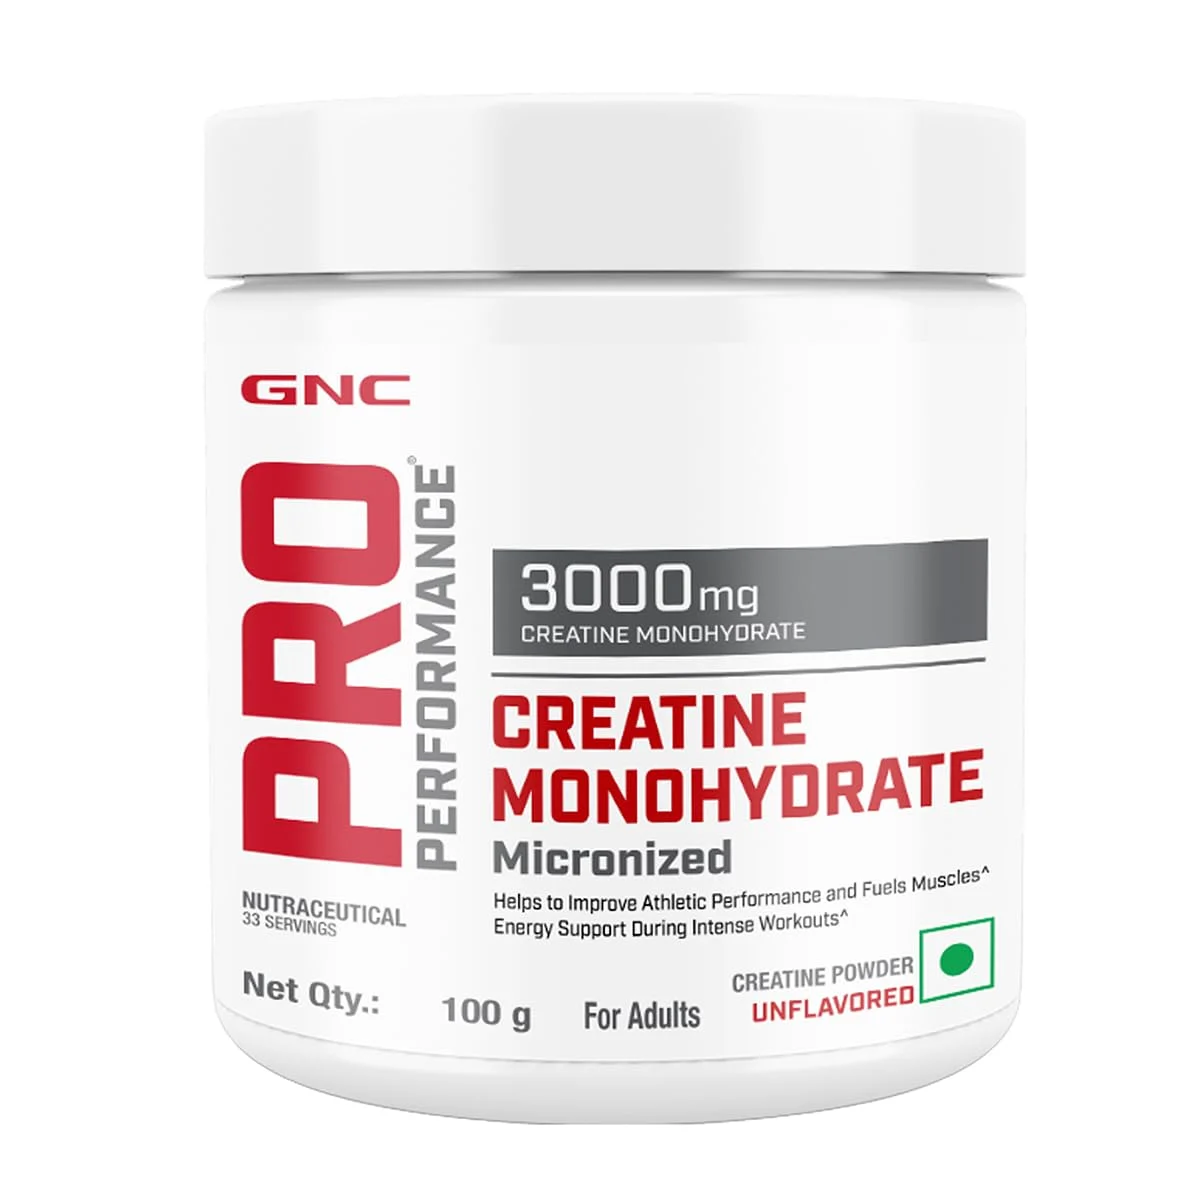 GNC
PRO
PERFORMANCE
3000mg
CREATINE MONOHYDRATE
CREATINE
MONOHYDRATE
Micronized
Helps to Improve Athletic Performance and Fuels Muscles^
Energy Support During Intense Workouts^
NUTRACEUTICAL
33 SERVINGS
CREATINE POWDER
UNFLAVORED
Net Qty.: 100 g For Adults